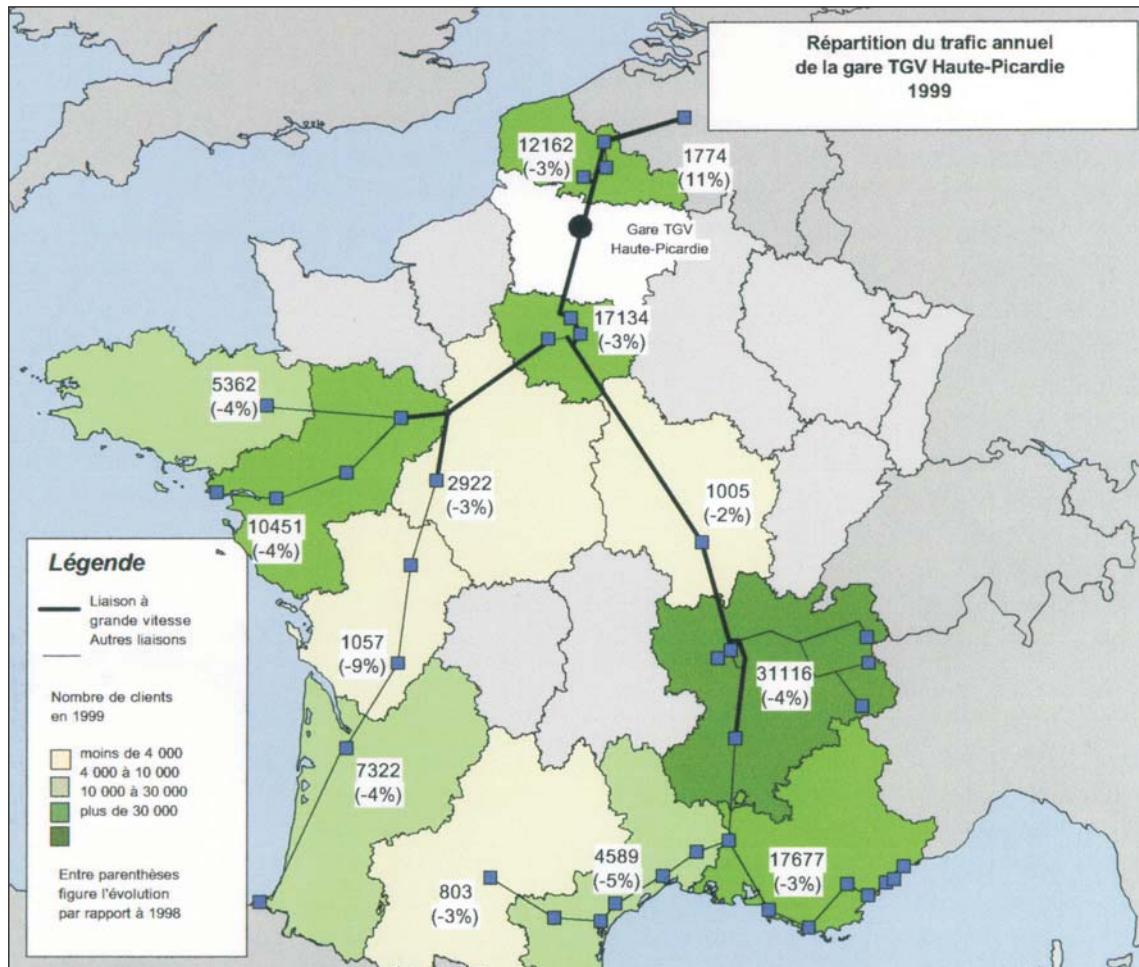 Répartition du trafic annuel
de la gare TGV Haute-Picardie
1999
12162
(-3%)
1774
(11%)
Gare TGV
Haute-Picardie
17134
(-3%)
5362
(-4%)
2922
(-3%)
1005
(-2%)
10451
(-4%)
1057
(-9%)
31116
(-4%)
7322
(-4%)
4589
(-5%)
17677
(-3%)
803
(-3%)
Légende
Liaison à
grande vitesse
Autres liaisons
Nombre de clients
en 1999
moins de 4 000
4 000 à 10 000
10 000 à 30 000
plus de 30 000
Entre parenthèses
figure l'évolution
par rapport à 1998